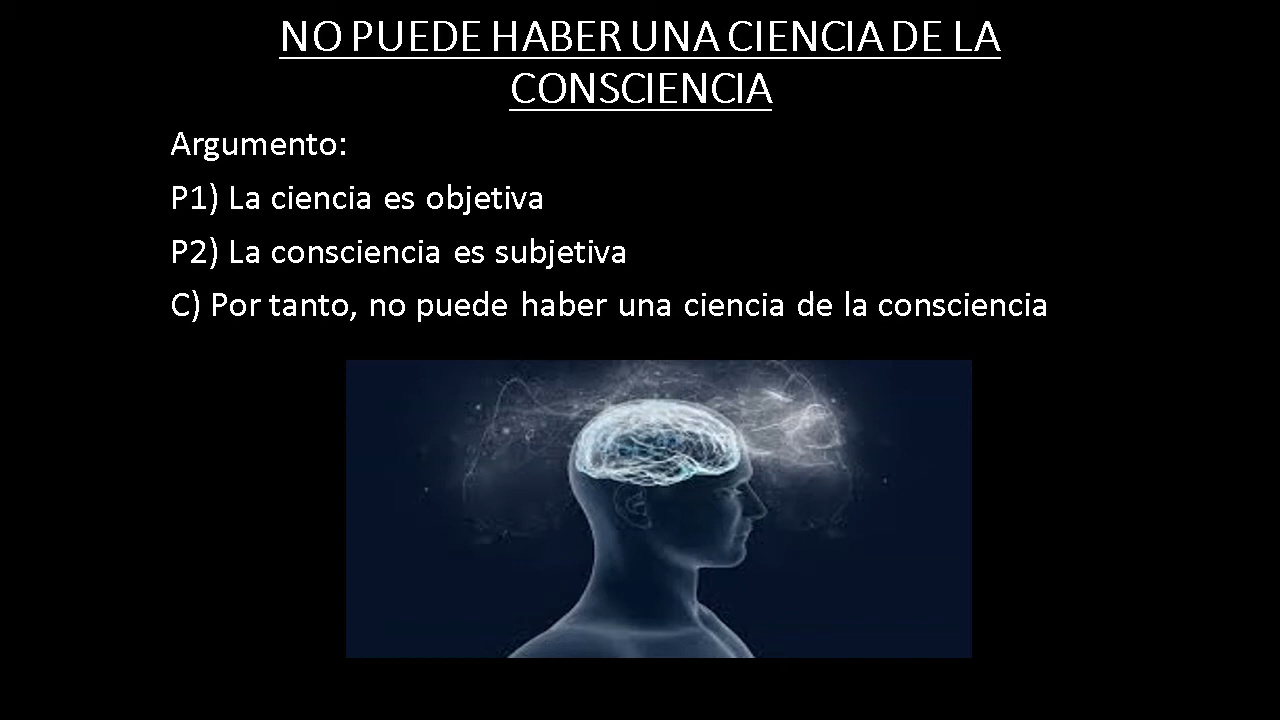 NO PUEDE HABER UNA CIENCIA DE LA
CONSCIENCIA
Argumento:
P1) La ciencia es objetiva
P2) La consciencia es subjetiva
C) Por tanto, no puede haber una ciencia de la consciencia